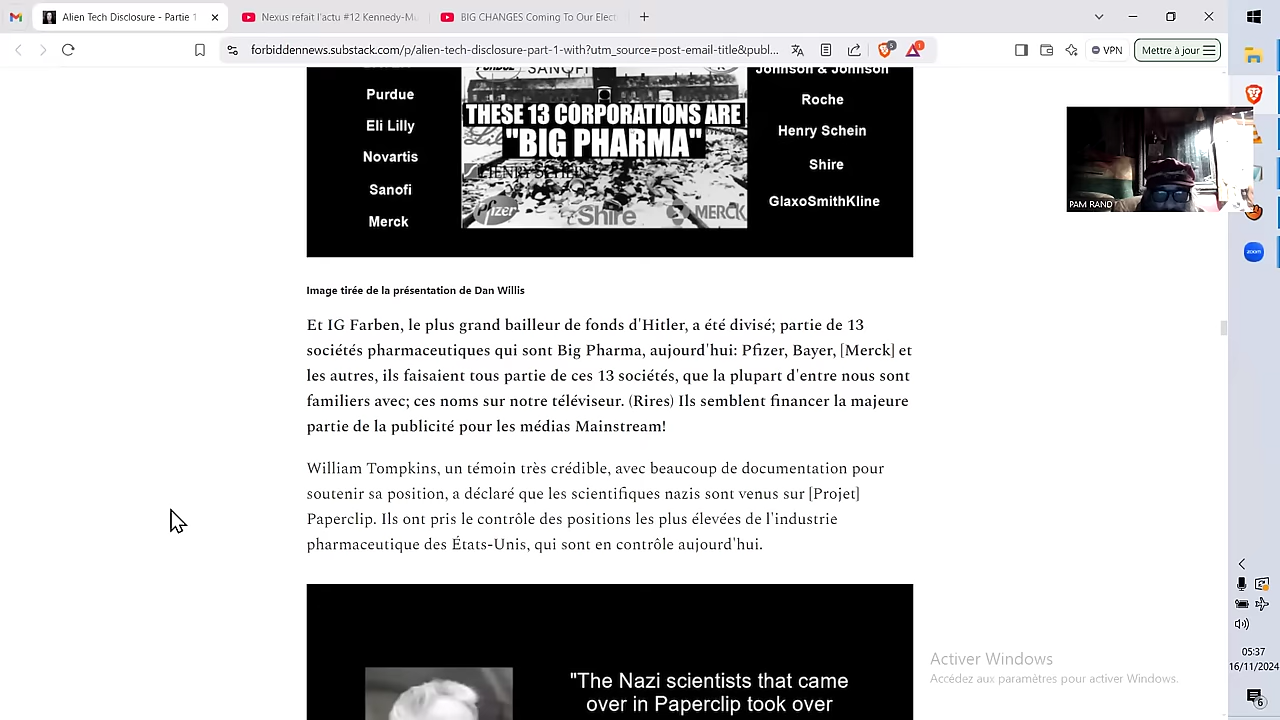 Alien Tech Disclosure - Partie 1
Nexus refait l'actu #12 Kennedy-Mu
BIG CHANGES Coming To Our Elect
forbiddennews.substack.com/p/alien-tech-disclosure-part-1-with?utm_source=post-email-title&publ...
VPN
Mettre à jour
SANOFI
Purdue
Eli Lilly
Novartis
Sanofi
Merck
THESE 13 CORPORATIONS ARE
"BIG PHARMA"
HENRY SCHEIN
Pfizer
Shire
MERCK
Johnson & Johnson
Roche
Henry Schein
Shire
GlaxoSmithKline
PAM RAND
zoom
Image tirée de la présentation de Dan Willis
Et IG Farben, le plus grand bailleur de fonds d'Hitler, a été divisé; partie de 13
sociétés pharmaceutiques qui sont Big Pharma, aujourd'hui: Pfizer, Bayer, [Merck] et
les autres, ils faisaient tous partie de ces 13 sociétés, que la plupart d'entre nous sont
familiers avec; ces noms sur notre téléviseur. (Rires) Ils semblent financer la majeure
partie de la publicité pour les médias Mainstream!
William Tompkins, un témoin très crédible, avec beaucoup de documentation pour
soutenir sa position, a déclaré que les scientifiques nazis sont venus sur [Projet]
Paperclip. Ils ont pris le contrôle des positions les plus élevées de l'industrie
pharmaceutique des États-Unis, qui sont en contrôle aujourd'hui.
"The Nazi scientists that came
over in Paperclip took over
Activer Windows
Accédez aux paramètres pour activer Windows.
05:37
16/11/2024
6